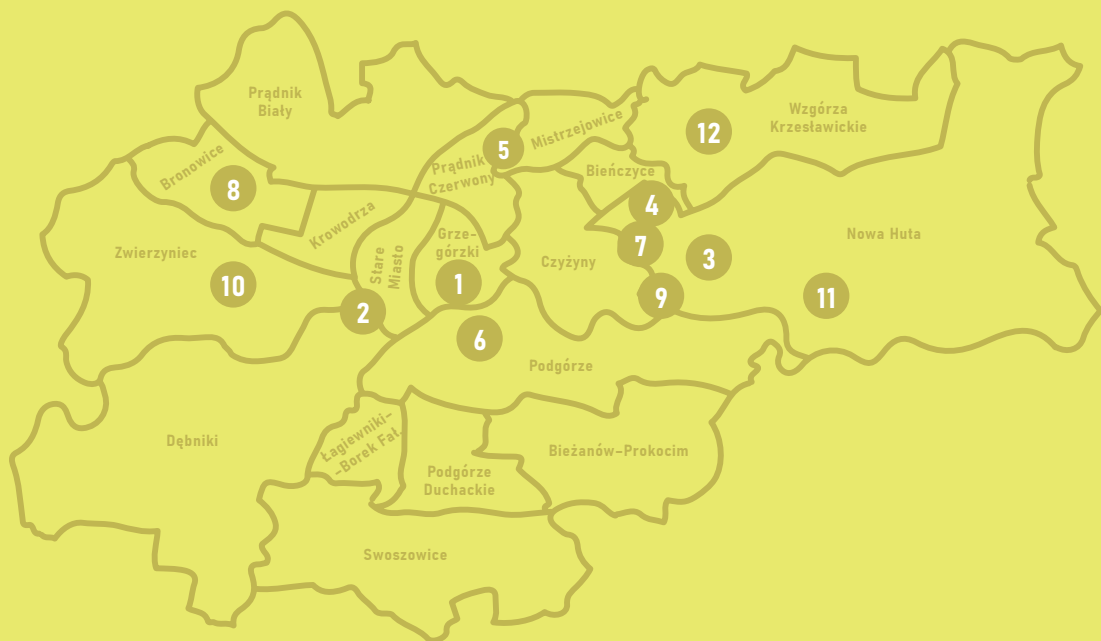 Prądnik
Biały
Wzgórza
Krzesławickie
12
Mistrzejowice
5
Bronowice
8
Prądnik
Czerwony
Bieńczyce
4
Krowodrza
Grze-
górzki
1
Stare
Miasto
2
Zwierzyniec
10
Czyżyny
7
3
9
Nowa Huta
11
6
Podgórze
Dębniki
Łagiewniki-
-Borek Fał.
Podgórze
Duchackie
Bieżanów-Prokocim
Swoszowice